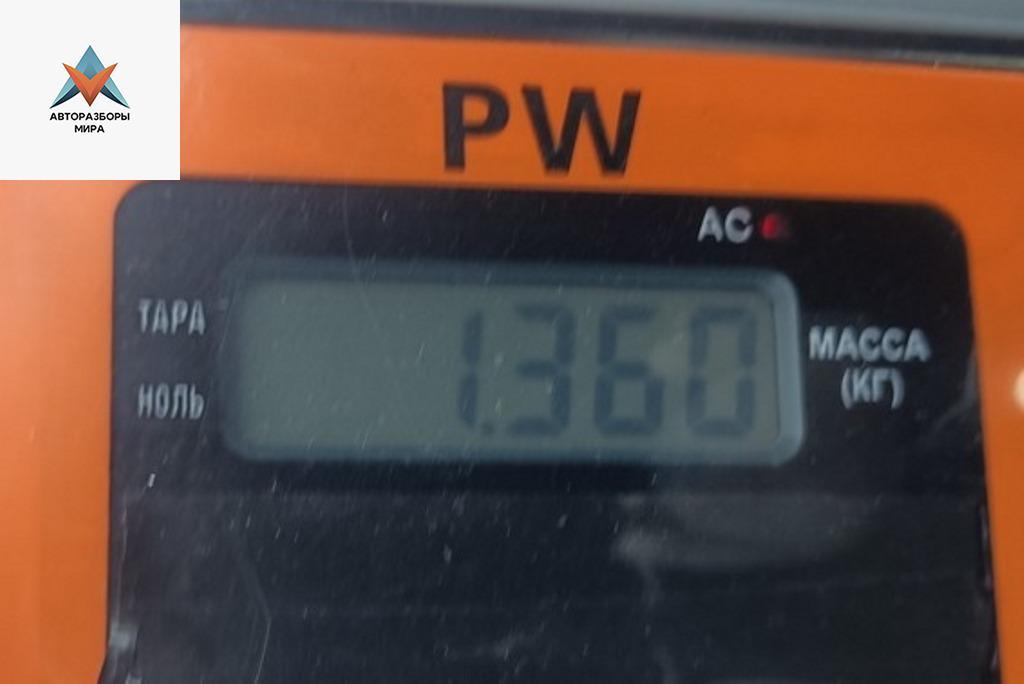 АВТОРАЗБОРЫ
МИРА
PW
AC
ТАРА
НОЛЬ
1.360
МАССА
(КГ)